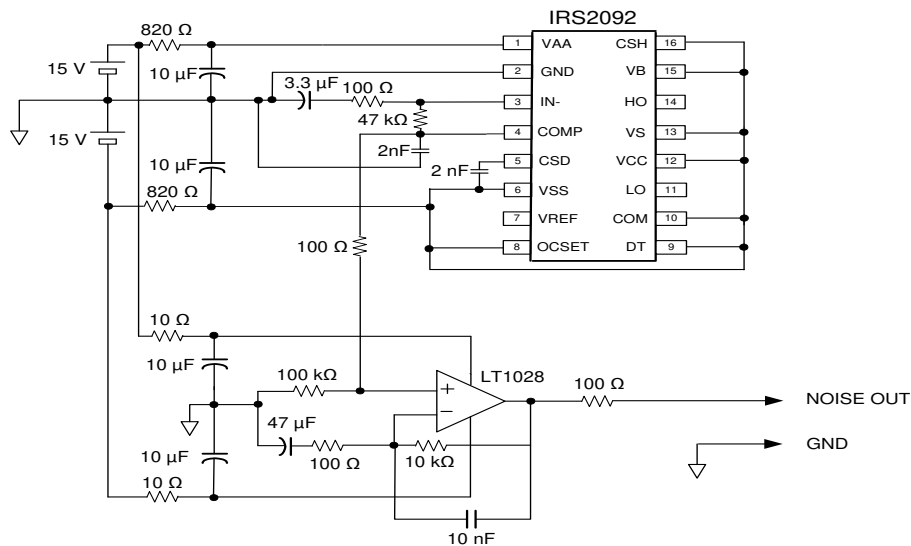 IRS2092
820 Ω
15 V
10 µF
3.3 µF
100 Ω
47 kΩ
2nF
15 V
10 µF
820 Ω
2 nF
1 VAA CSH 16
2 GND VB 15
3 IN- HO 14
4 COMP VS 13
5 CSD VCC 12
6 VSS LO 11
7 VREF COM 10
8 OCSET DT 9
100 Ω
10 Ω
10 µF
100 kΩ
LT1028
+
−
100 Ω
NOISE OUT
47 µF
100 Ω
10 kΩ
GND
10 µF
10 Ω
10 nF